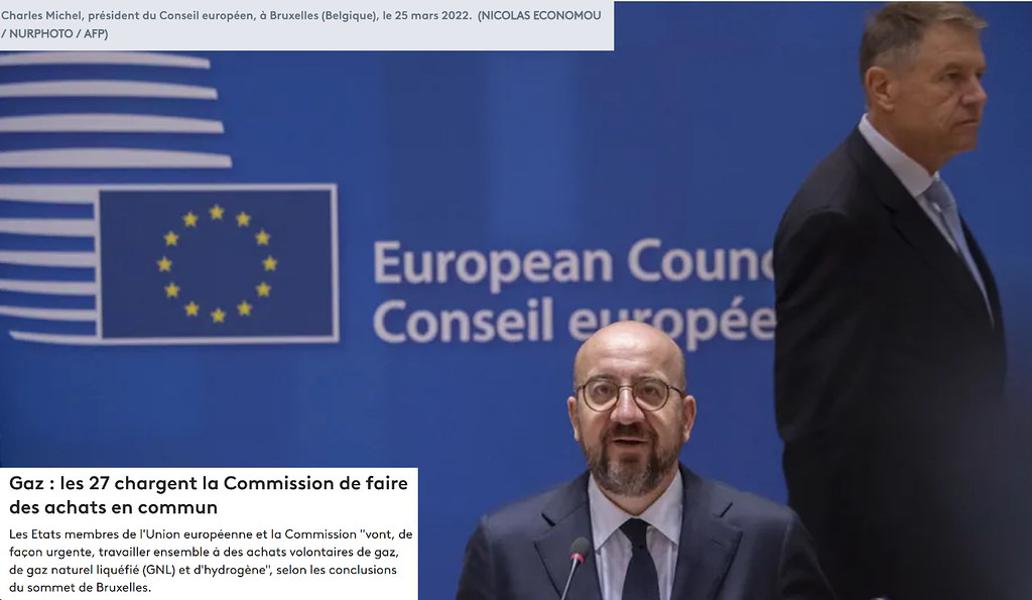 Charles Michel, président du Conseil européen, à Bruxelles (Belgique), le 25 mars 2022. (NICOLAS ECONOMOU
/ NURPHOTO / AFP)
European Counc
Conseil europée
Gaz : les 27 chargent la Commission de faire
des achats en commun
Les Etats membres de l'Union européenne et la Commission "vont, de
façon urgente, travailler ensemble à des achats volontaires de gaz,
de gaz naturel liquéfié (GNL) et d'hydrogène", selon les conclusions
du sommet de Bruxelles.